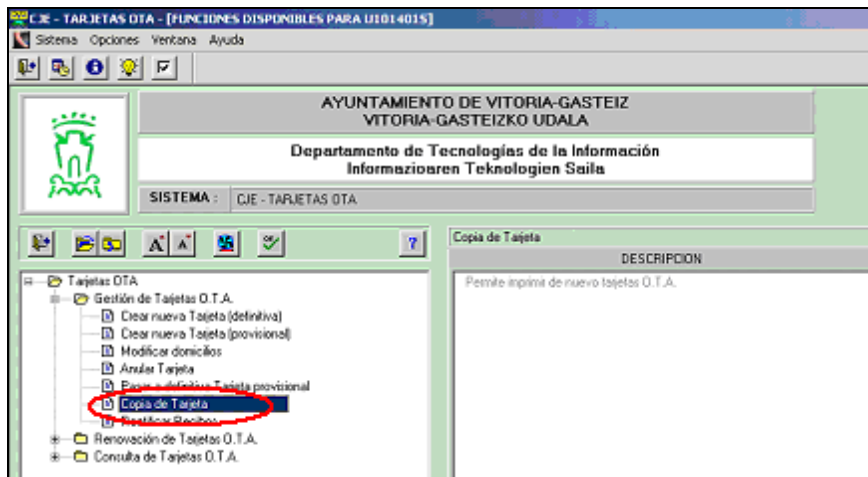 CJE - TARJETAS OTA - [FUNCIONES DISPONIBLES PARA U101401S]
Sistema Opciones Ventana Ayuda
AYUNTAMIENTO DE VITORIA-GASTEIZ
VITORIA-GASTEIZKO UDALA
Departamento de Tecnologías de la Información
Informazioaren Teknologien Saila
SISTEMA : CJE - TARJETAS OTA
Copia de Tarjeta
DESCRIPCION
Permite imprimir de nuevo tarjetas O.T.A.
Tarjetas OTA
Gestión de Tarjetas O.T.A.
Crear nueva Tarjeta (definitiva)
Crear nueva Tarjeta (provisional)
Modificar domicilios
Anular Tarjeta
Pasar a definitiva Tarjeta provisional
Copia de Tarjeta
Recibos
Renovación de Tarjetas O.T.A.
Consulta de Tarjetas O.T.A.